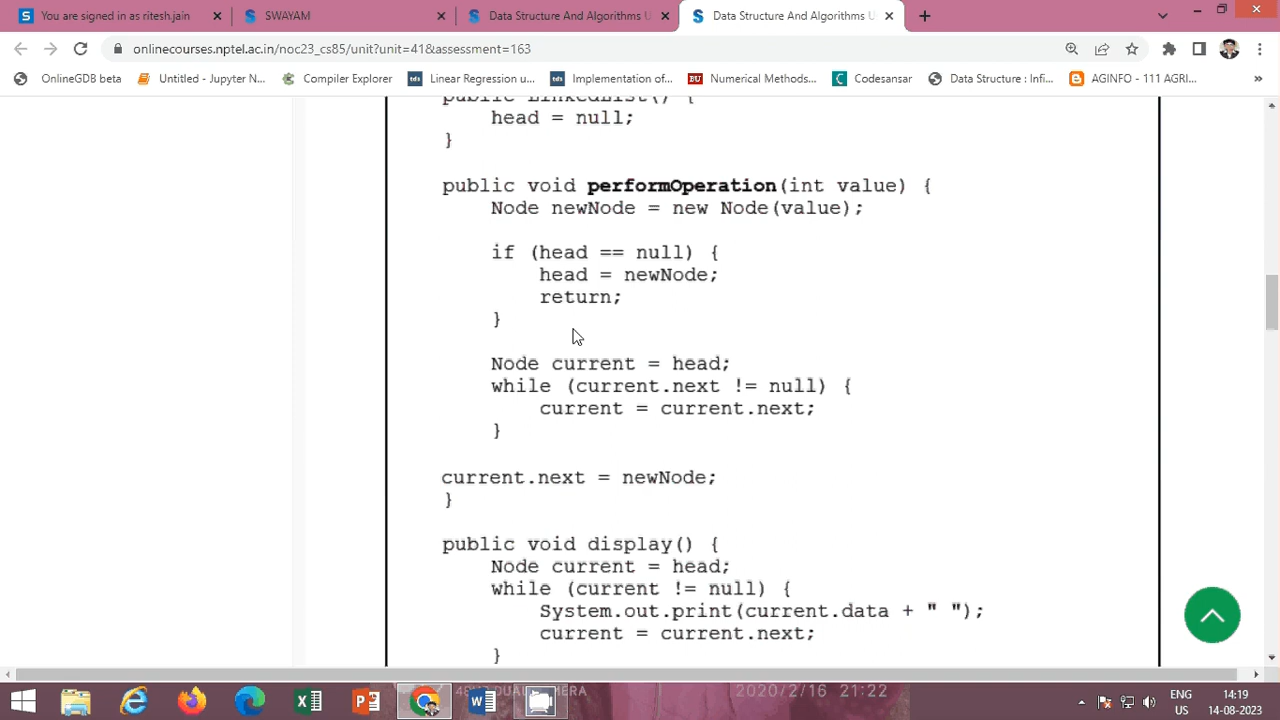 You are signed in as ritesh.jain
SWAYAM
Data Structure And Algorithms U
Data Structure And Algorithms U
onlinecourses.nptel.ac.in/noc23_cs85/unit?unit=41&assessment=163
OnlineGDB beta
Untitled - Jupyter N...
Compiler Explorer
Linear Regression u...
Implementation of...
Numerical Methods...
Codesansar
Data Structure : Infi...
AGINFO - 111 AGRI...
»
public LinkedList() {
head = null;
}
public void performOperation(int value) {
Node newNode = new Node(value);
if (head == null) {
head = newNode;
return;
}
Node current = head;
while (current.next != null) {
current = current.next;
}
current.next = newNode;
}
public void display() {
Node current = head;
while (current != null) {
System.out.print(current.data + " ");
current = current.next;
}
2020/2/16 21:22
ENG
US
14:19
14-08-2023